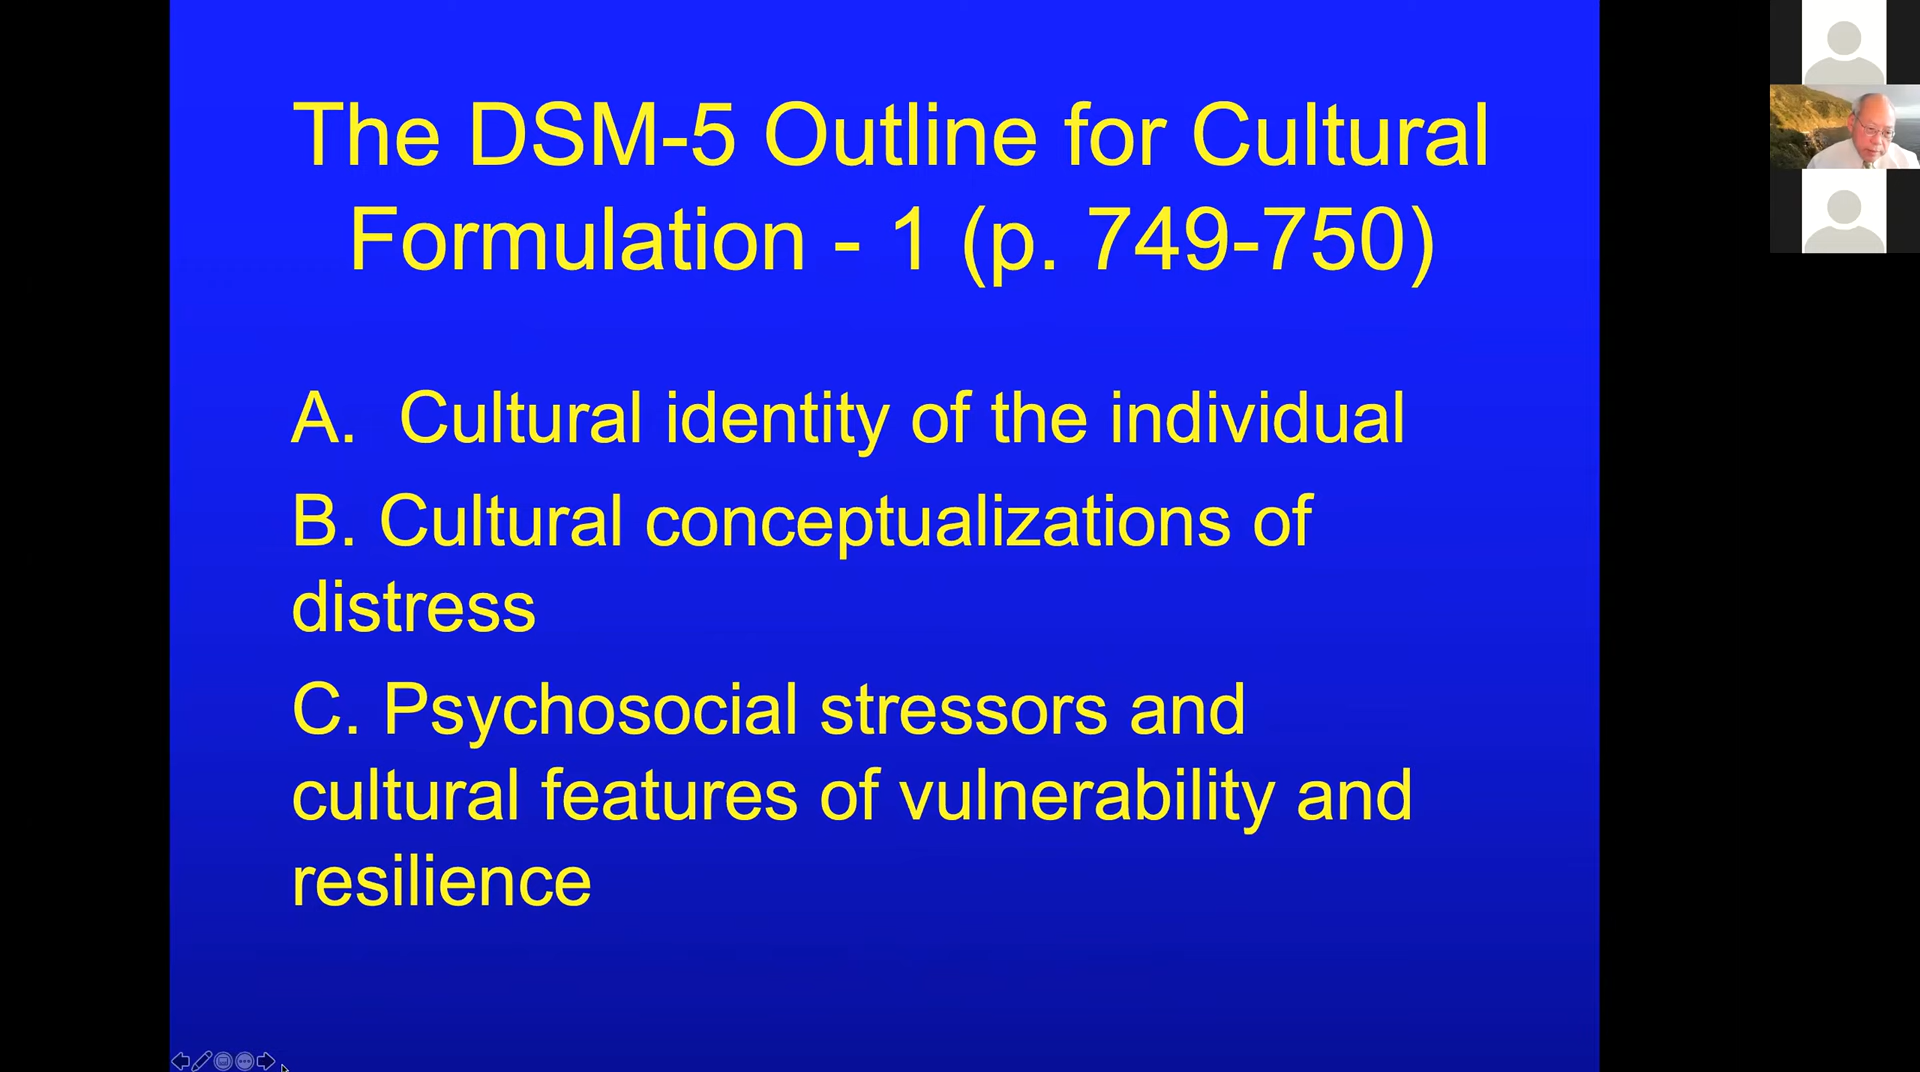 The DSM-5 Outline for Cultural
Formulation - 1 (p. 749-750)
A. Cultural identity of the individual
B. Cultural conceptualizations of
distress
C. Psychosocial stressors and
cultural features of vulnerability and
resilience